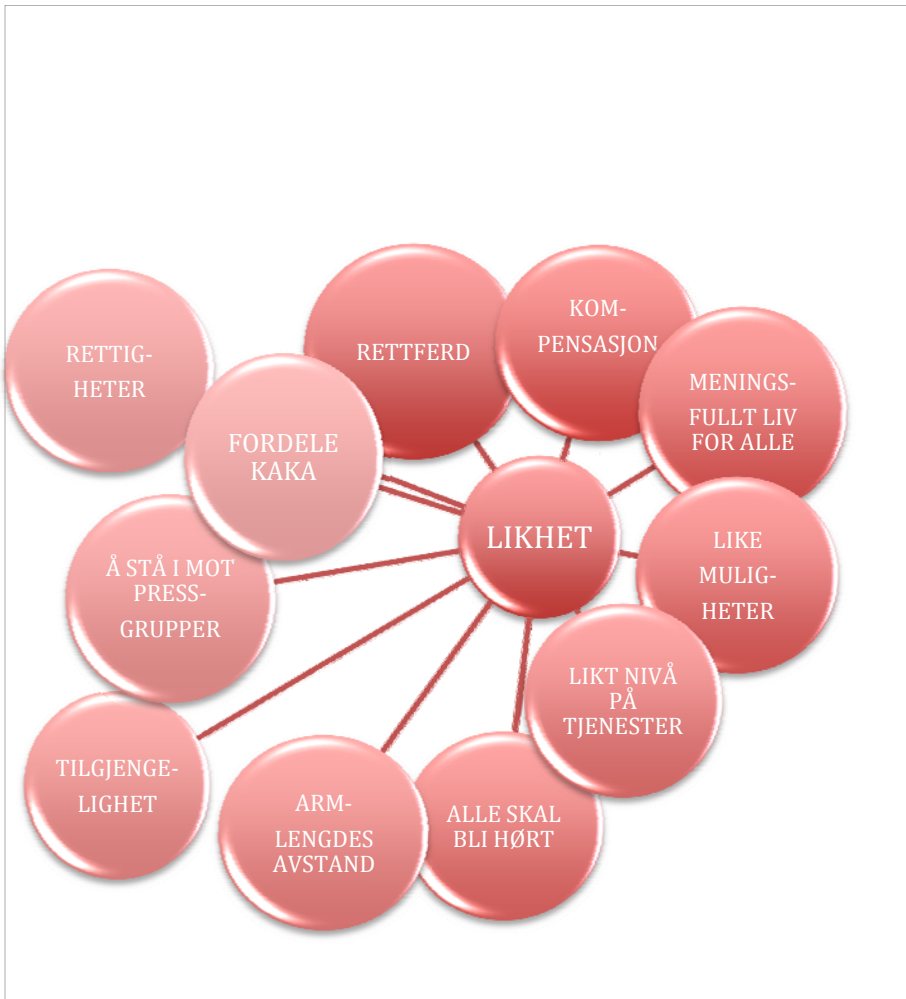 KOM-
PENSASJON
RETTFERD
RETTIG-
HETER
MENINGS-
FULLT LIV
FOR ALLE
FORDELE
KAKA
LIKHET
LIKE
MULIG-
HETER
Å STÅ I MOT
PRESS-
GRUPPER
LIKT NIVÅ
PÅ
TJENESTER
TILGJENGE-
LIGHET
ARM-
LENGDES
AVSTAND
ALLE SKAL
BLI HØRT